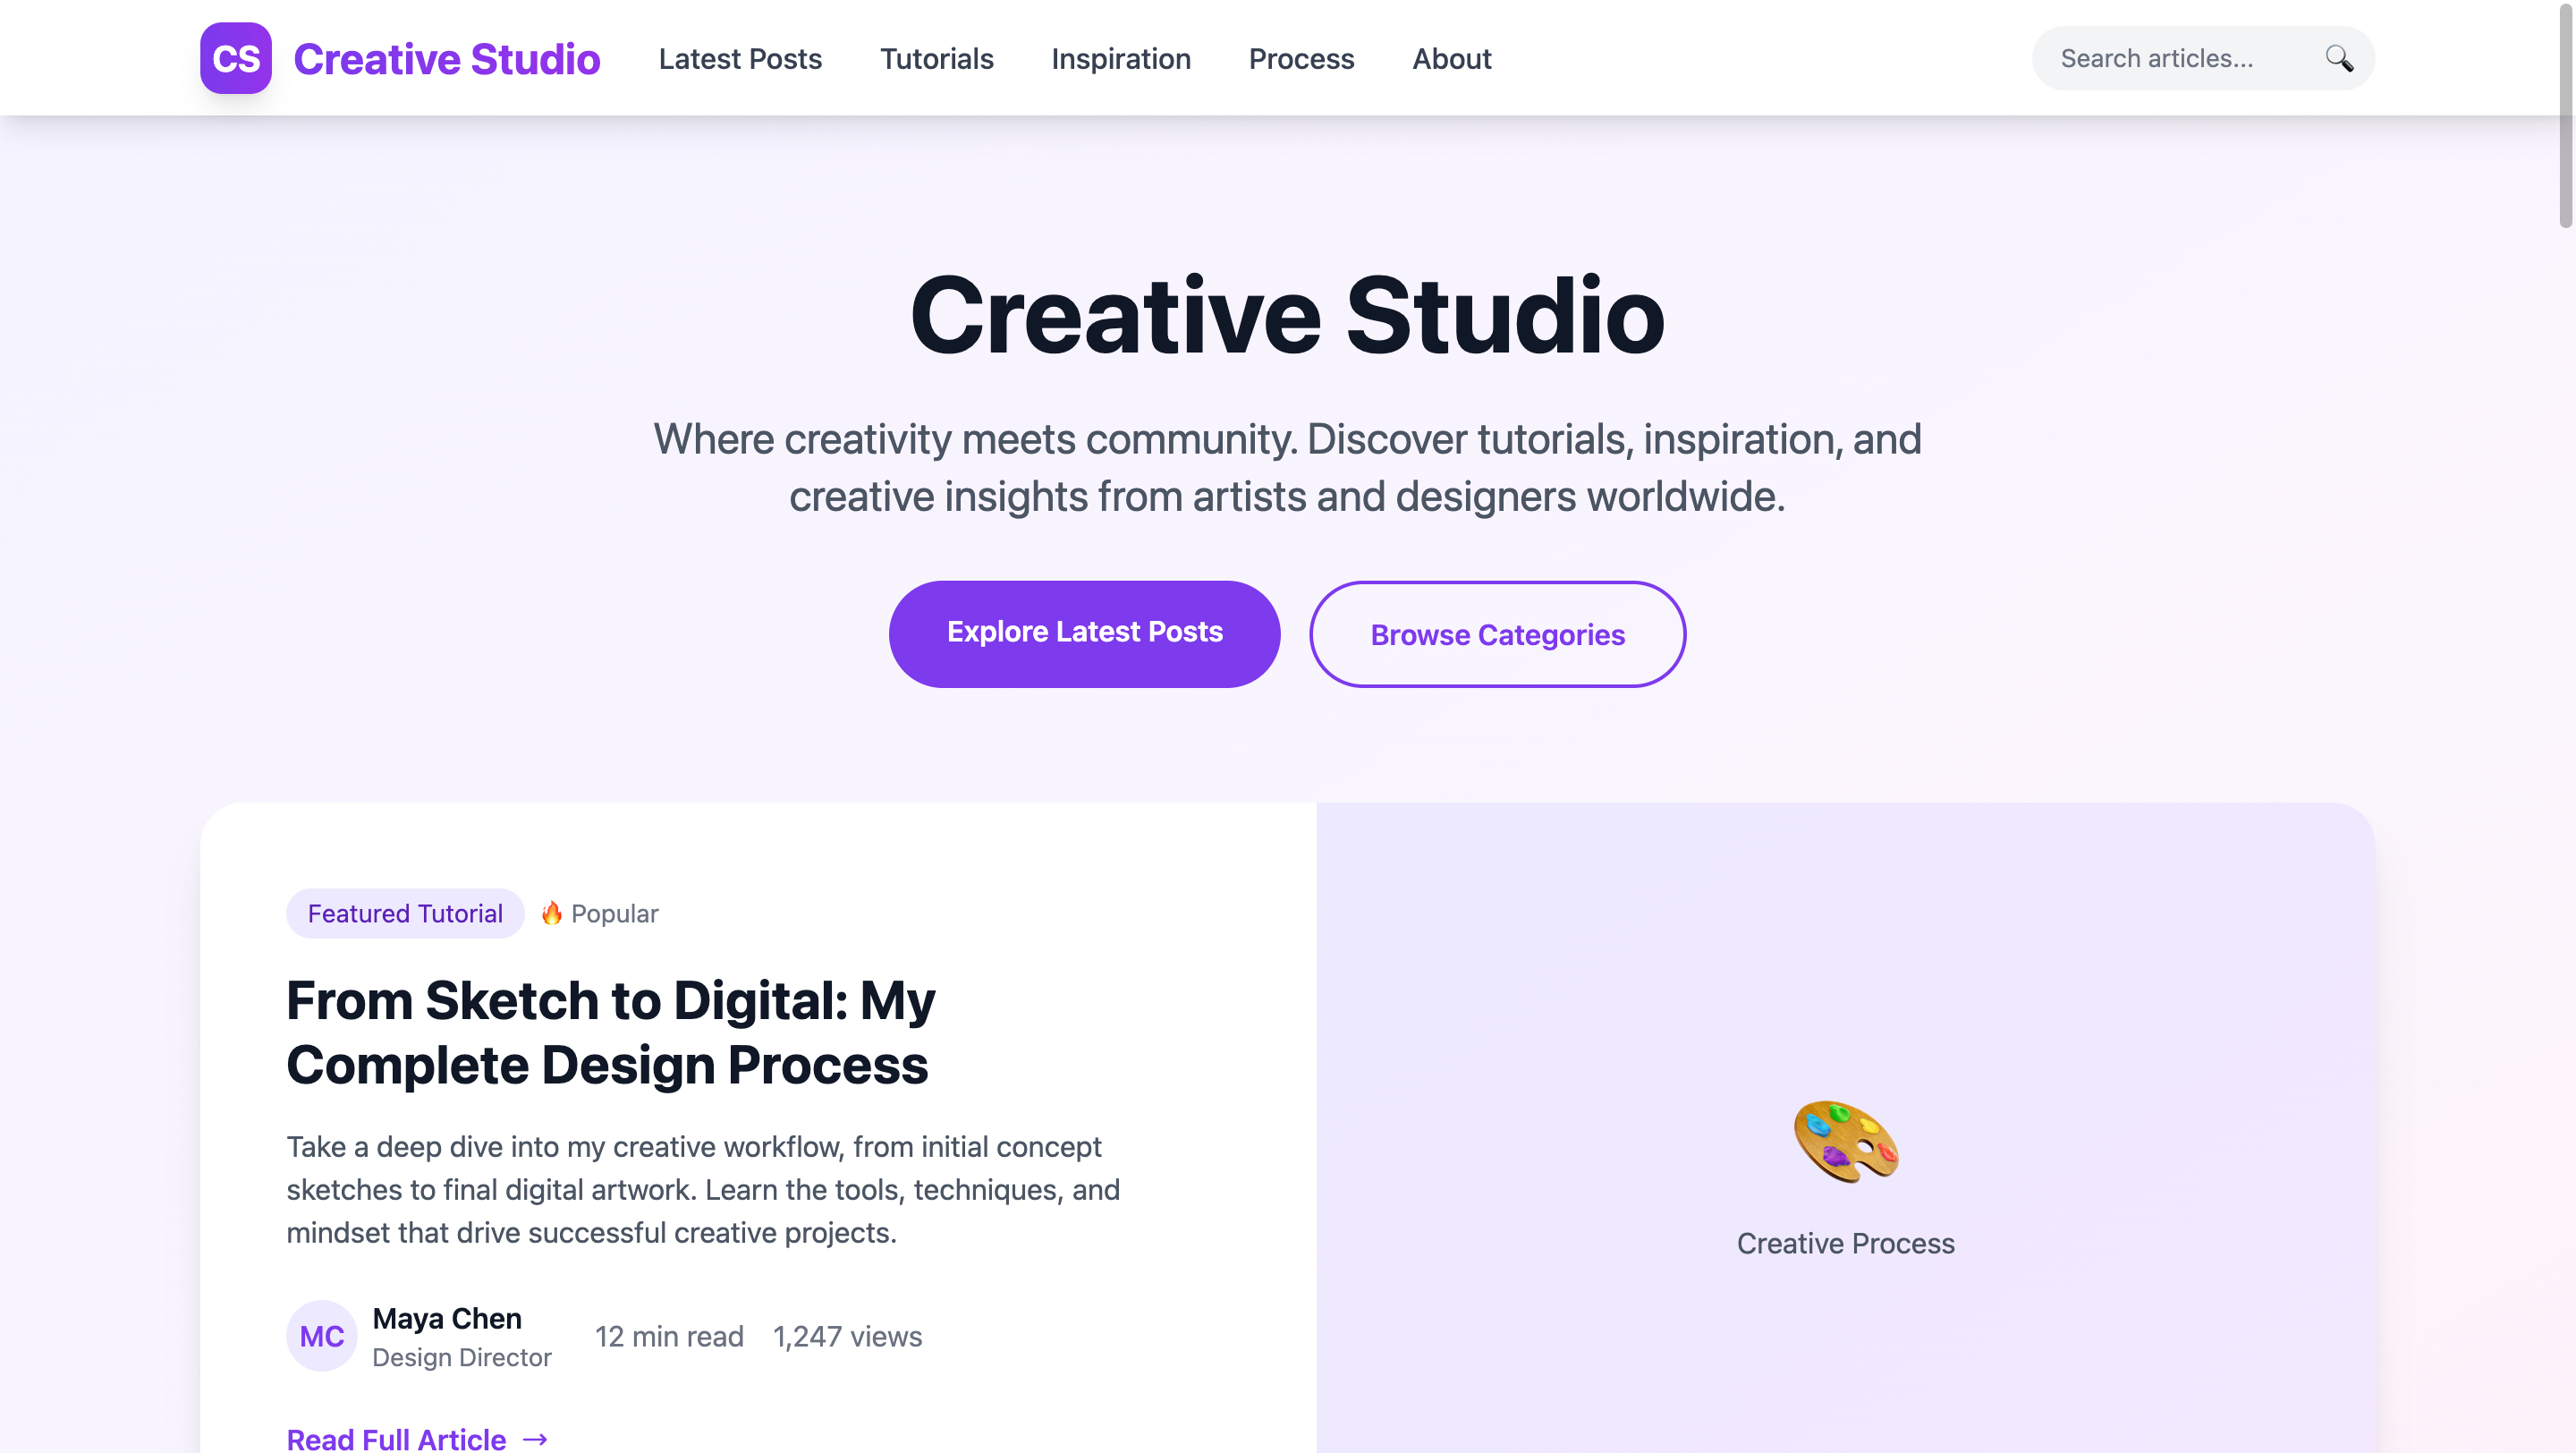 CS
Creative Studio
Latest Posts
Tutorials
Inspiration
Process
About
Search articles...
Creative Studio
Where creativity meets community. Discover tutorials, inspiration, and
creative insights from artists and designers worldwide.
Explore Latest Posts
Browse Categories
Featured Tutorial
Popular
From Sketch to Digital: My
Complete Design Process
Take a deep dive into my creative workflow, from initial concept
sketches to final digital artwork. Learn the tools, techniques, and
mindset that drive successful creative projects.
MC
Maya Chen
Design Director
12 min read
1,247 views
Read Full Article →
Creative Process